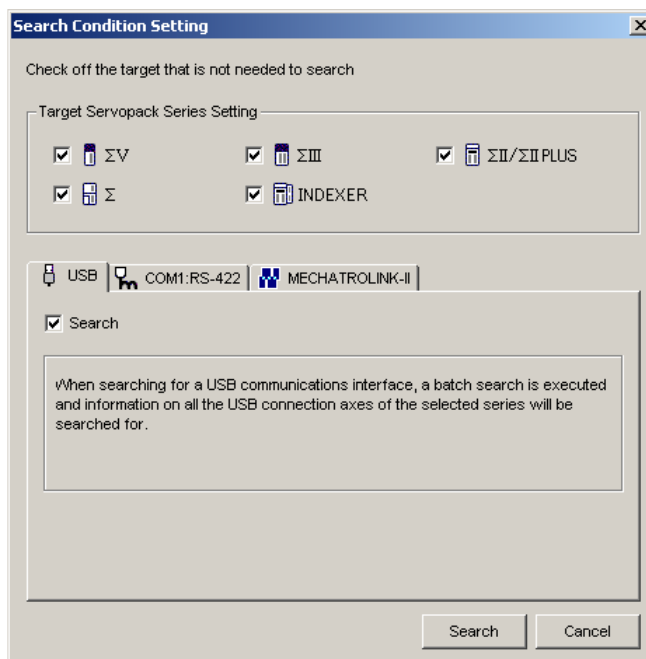 Search Condition Setting
Check off the target that is not needed to search
Target Servopack Series Setting
ΣV
ΣIII
ΣII/ΣII PLUS
Σ
INDEXER
USB
COM1:RS-422
MECHATROLINK-II
Search
When searching for a USB communications interface, a batch search is executed
and information on all the USB connection axes of the selected series will be
searched for.
Search
Cancel